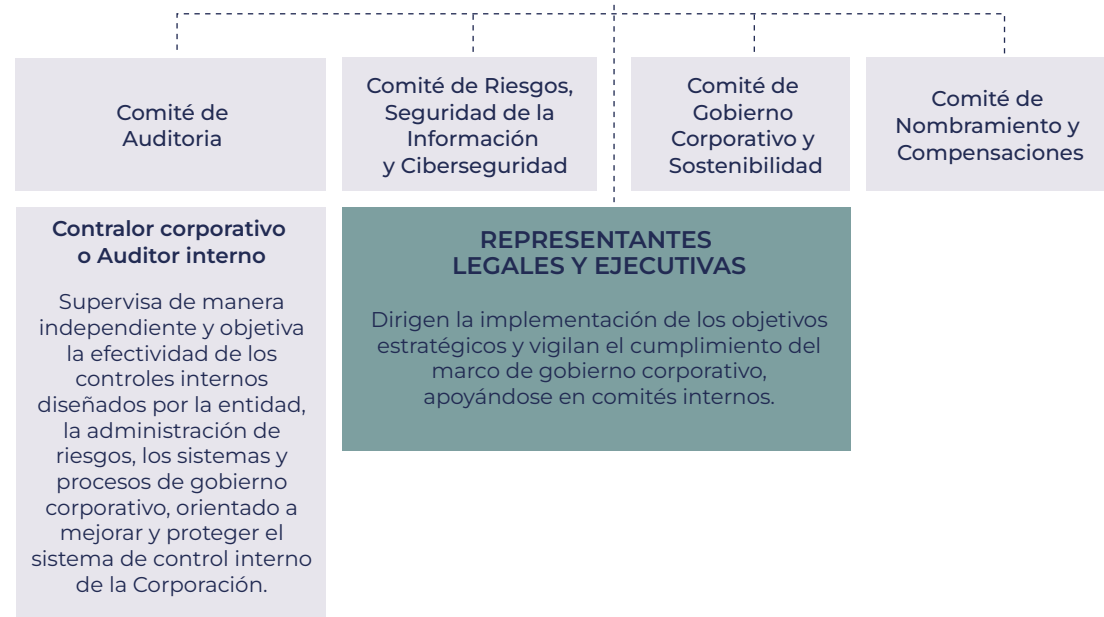 Comité de
Auditoria
Comité de Riesgos,
Seguridad de la
Información
y Ciberseguridad
Comité de
Gobierno
Corporativo y
Sostenibilidad
Comité de
Nombramiento y
Compensaciones
Contralor corporativo
o Auditor interno
Supervisa de manera
independiente y objetiva
la efectividad de los
controles internos
diseñados por la entidad,
la administración de
riesgos, los sistemas y
procesos de gobierno
corporativo, orientado a
mejorar y proteger el
sistema de control interno
de la Corporación.
REPRESENTANTES
LEGALES Y EJECUTIVAS
Dirigen la implementación de los objetivos
estratégicos y vigilan el cumplimiento del
marco de gobierno corporativo,
apoyándose en comités internos.